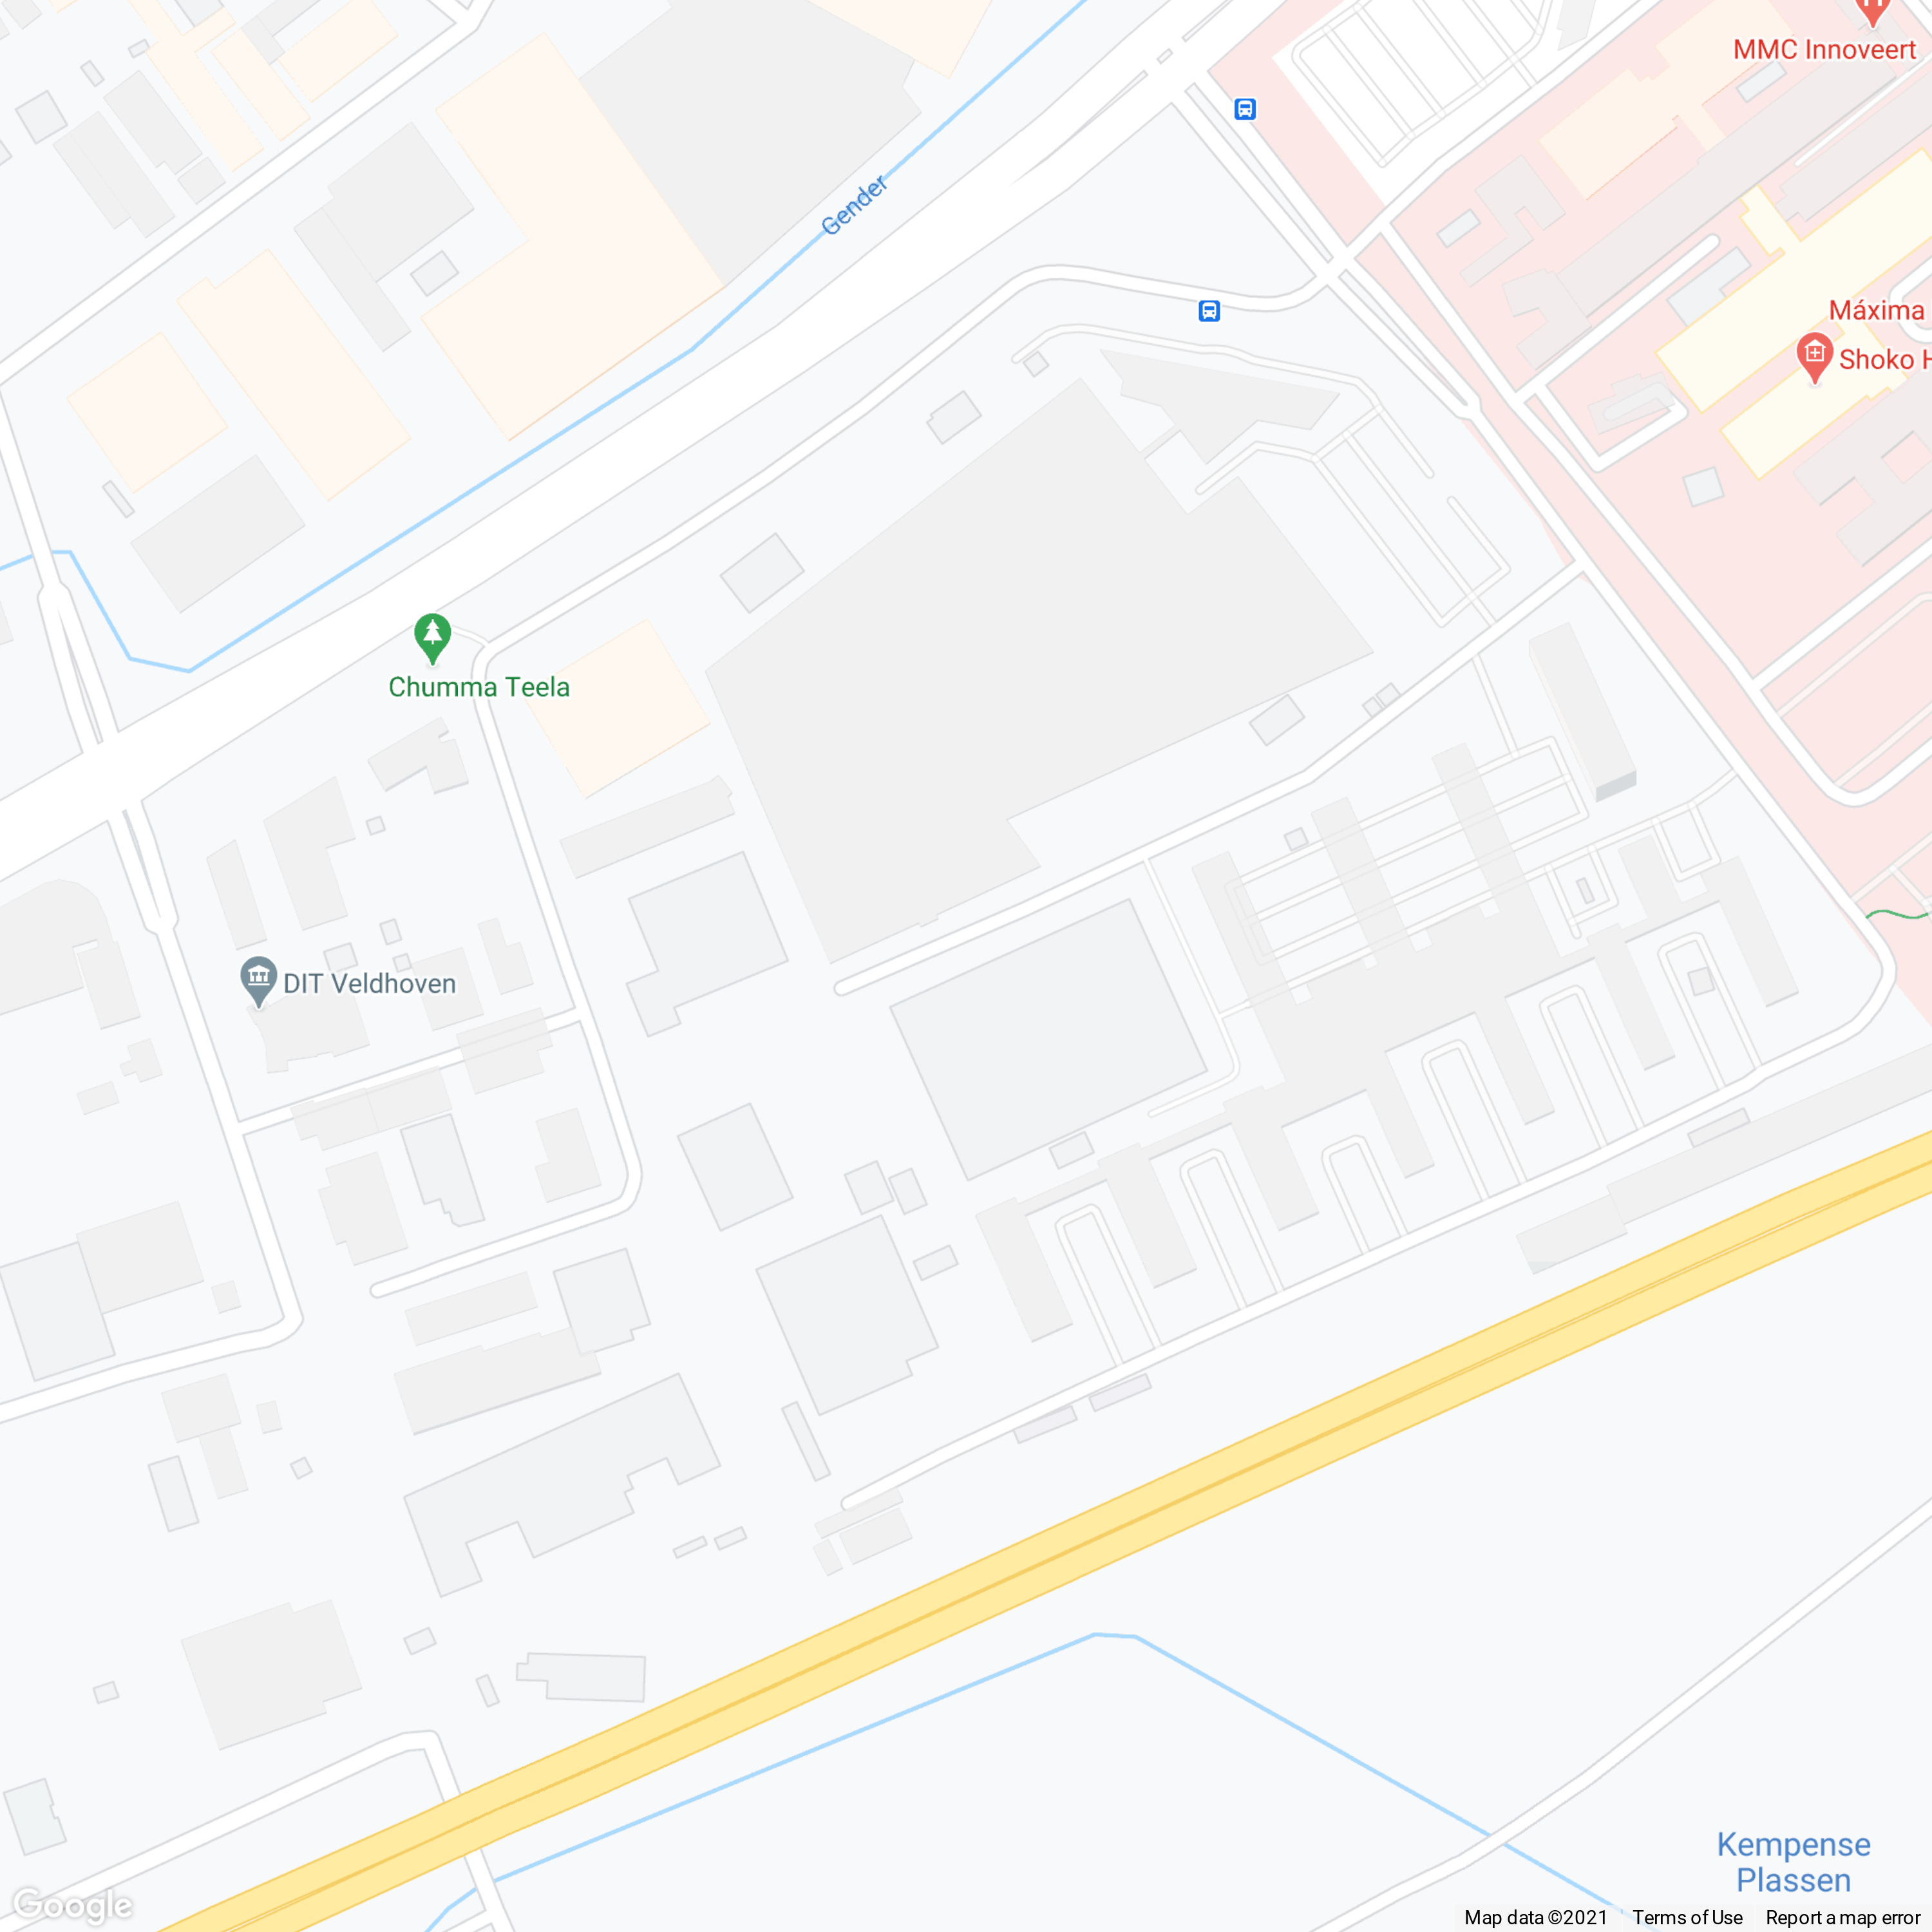 MMC Innoveert
Gender
Máxima
Shoko H
Chumma Teela
DIT Veldhoven
Kempense
Plassen
Google
Map data ©2021 Terms of Use Report a map error